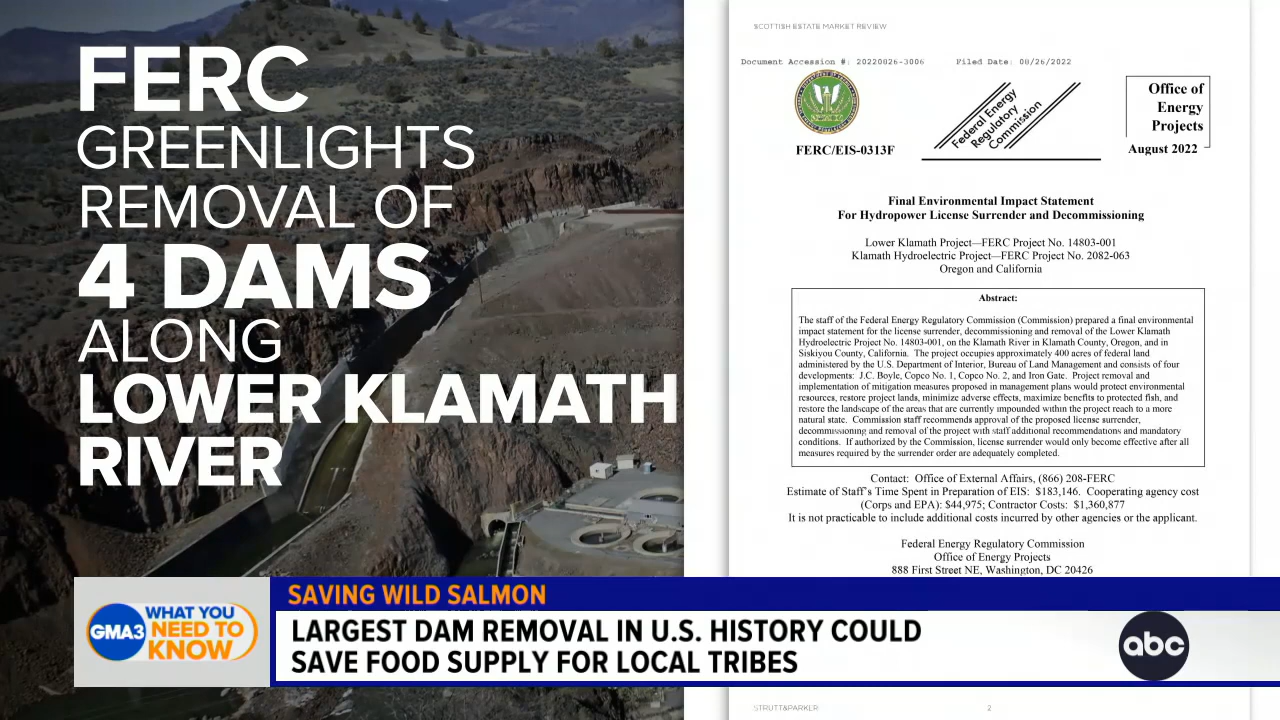 FERC
GREENLIGHTS
REMOVAL OF
4 DAMS
ALONG
LOWER KLAMATH
RIVER
SCOTTISH ESTATE MARKET REVIEW
Document Accession #: 20220826-3006 Filed Date: 08/26/2022
Federal Energy
Regulatory
Commission
Office of
Energy
Projects
FERC/EIS-0313F
August 2022
Final Environmental Impact Statement
For Hydropower License Surrender and Decommissioning
Lower Klamath Project—FERC Project No. 14803-001
Klamath Hydroelectric Project—FERC Project No. 2082-063
Oregon and California
Abstract:
The staff of the Federal Energy Regulatory Commission (Commission) prepared a final environmental
impact statement for the license surrender, decommissioning and removal of the Lower Klamath
Hydroelectric Project No. 14803-001, on the Klamath River in Klamath County, Oregon, and in
Siskiyou County, California. The project occupies approximately 400 acres of federal land
administered by the U.S. Department of Interior, Bureau of Land Management and consists of four
developments: J.C. Boyle, Copco No. 1, Copco No. 2, and Iron Gate. Project removal and
implementation of mitigation measures proposed in management plans would protect environmental
resources, restore project lands, minimize adverse effects, maximize benefits to protected fish, and
restore the landscape of the areas that are currently impounded within the project reach to a more
natural state. Commission staff recommends approval of the proposed license surrender,
decommissioning and removal of the project with staff additional recommendations and mandatory
conditions. If authorized by the Commission, license surrender would only become effective after all
measures required by the surrender order are adequately completed.
Contact: Office of External Affairs, (866) 208-FERC
Estimate of Staff's Time Spent in Preparation of EIS: $183,146. Cooperating agency cost
(Corps and EPA): $44,975; Contractor Costs: $1,360,877
It is not practicable to include additional costs incurred by other agencies or the applicant.
Federal Energy Regulatory Commission
Office of Energy Projects
888 First Street NE, Washington, DC 20426
SAVING WILD SALMON
GMA3
WHAT YOU
NEED TO
KNOW
LARGEST DAM REMOVAL IN U.S. HISTORY COULD
SAVE FOOD SUPPLY FOR LOCAL TRIBES
abc
STRUTT&PARKER 2